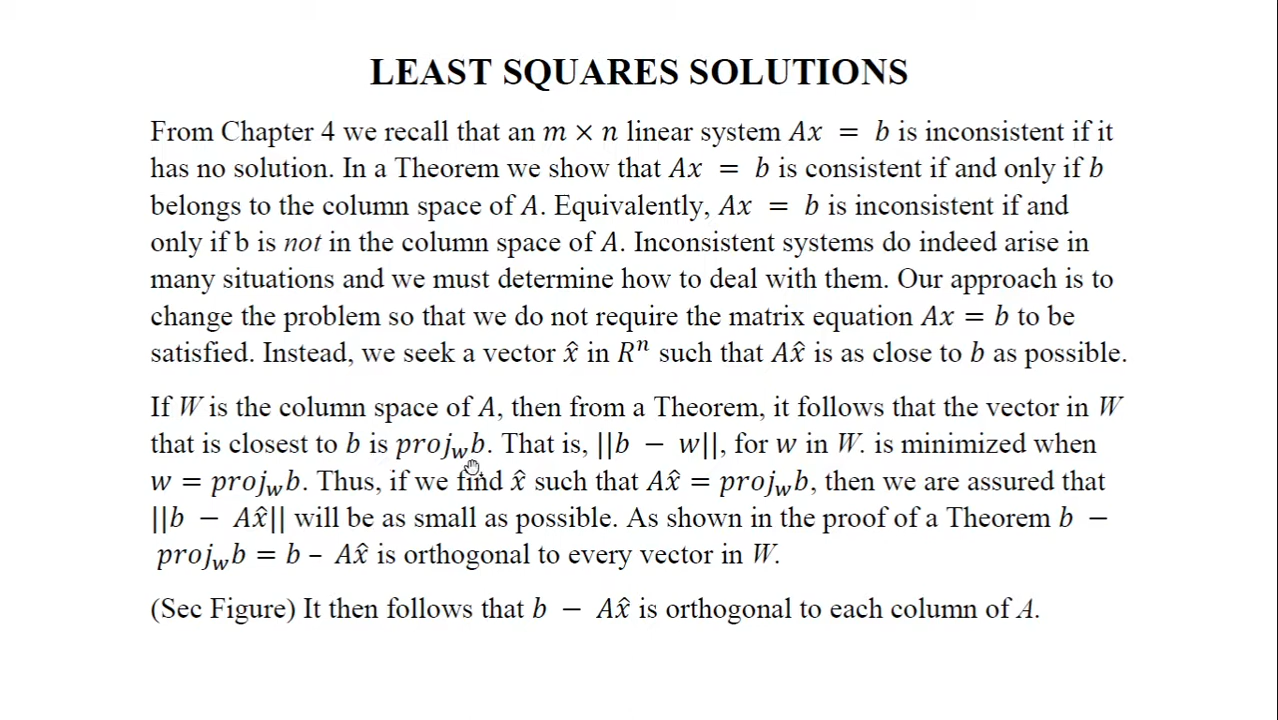 LEAST SQUARES SOLUTIONS
From Chapter 4 we recall that an m × n linear system Ax = b is inconsistent if it
has no solution. In a Theorem we show that Ax = b is consistent if and only if b
belongs to the column space of A. Equivalently, Ax = b is inconsistent if and
only if b is not in the column space of A. Inconsistent systems do indeed arise in
many situations and we must determine how to deal with them. Our approach is to
change the problem so that we do not require the matrix equation Ax = b to be
satisfied. Instead, we seek a vector x̂ in Rⁿ such that Ax̂ is as close to b as possible.
If W is the column space of A, then from a Theorem, it follows that the vector in W
that is closest to b is proj_w b. That is, ||b − w||, for w in W. is minimized when
w = proj_w b. Thus, if we find x̂ such that Ax̂ = proj_w b, then we are assured that
||b − Ax̂|| will be as small as possible. As shown in the proof of a Theorem b −
proj_w b = b – Ax̂ is orthogonal to every vector in W.
(Sec Figure) It then follows that b − Ax̂ is orthogonal to each column of A.